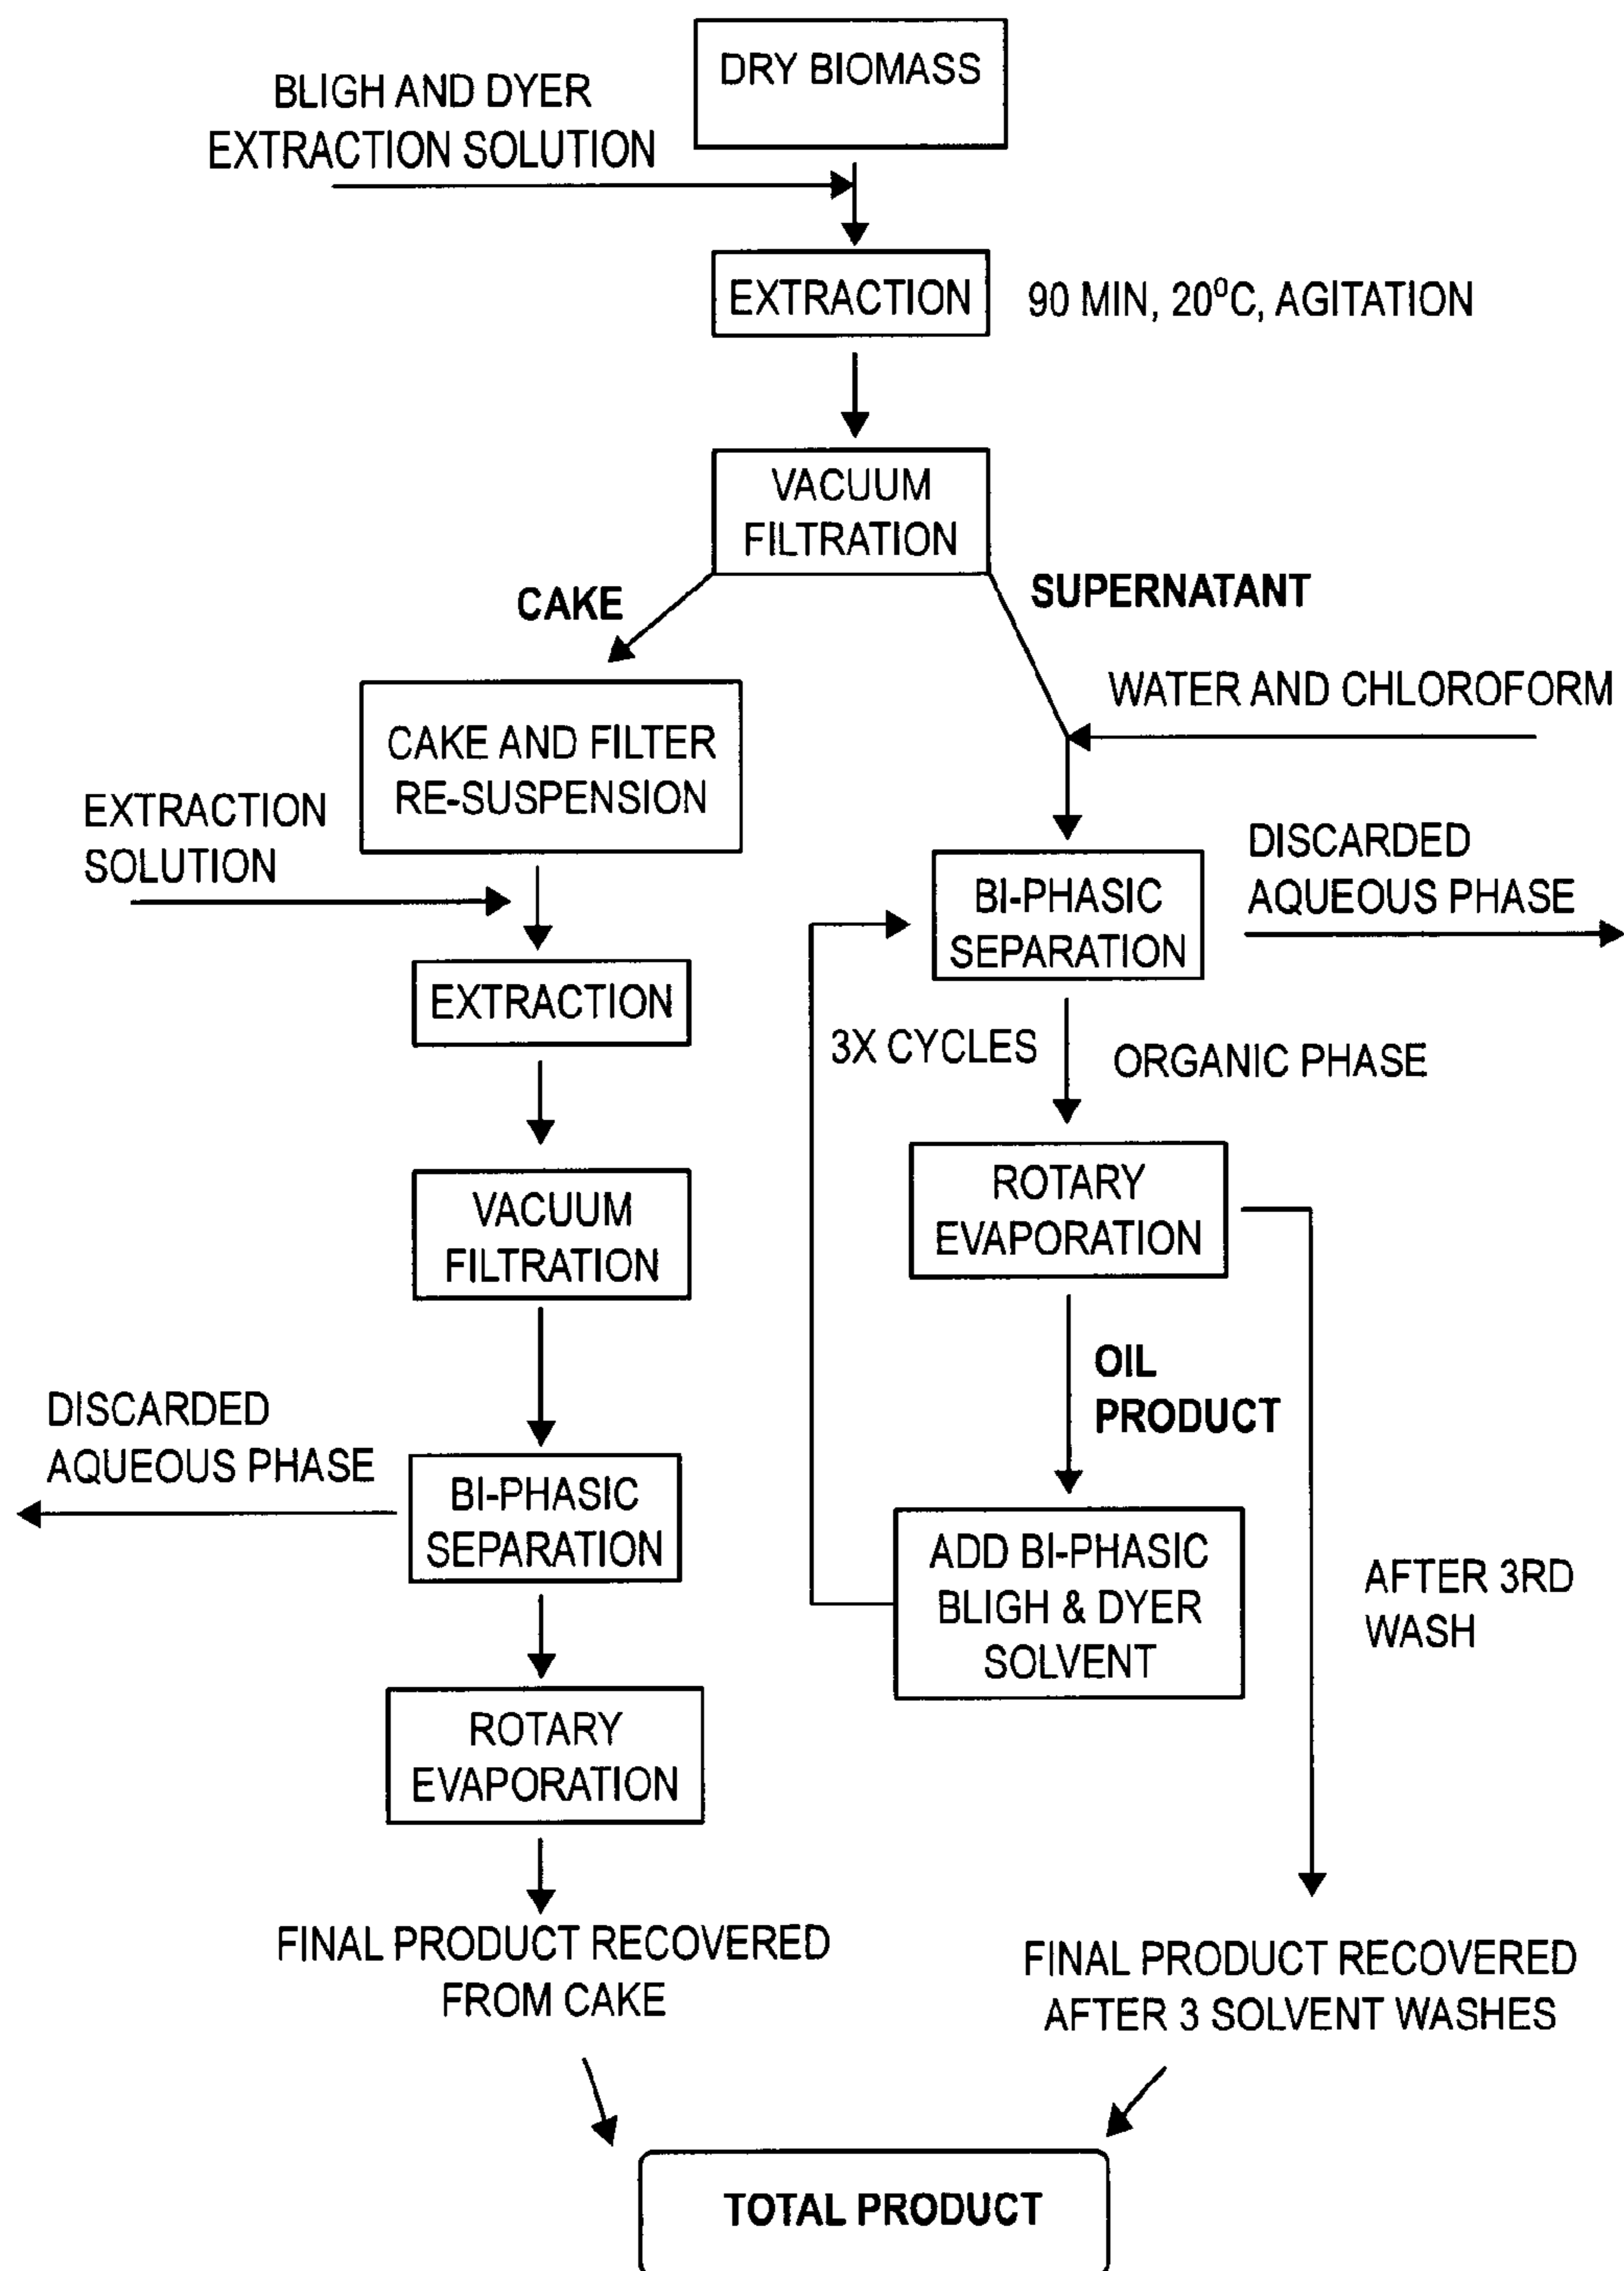 DRY BIOMASS
BLIGH AND DYER
EXTRACTION SOLUTION
EXTRACTION
90 MIN, 20°C, AGITATION
VACUUM
FILTRATION
CAKE
SUPERNATANT
WATER AND CHLOROFORM
CAKE AND FILTER
RE-SUSPENSION
EXTRACTION
SOLUTION
DISCARDED
AQUEOUS PHASE
BI-PHASIC
SEPARATION
EXTRACTION
3X CYCLES
ORGANIC PHASE
VACUUM
FILTRATION
ROTARY
EVAPORATION
OIL
PRODUCT
DISCARDED
AQUEOUS PHASE
BI-PHASIC
SEPARATION
ADD BI-PHASIC
BLIGH & DYER
SOLVENT
AFTER 3RD
WASH
ROTARY
EVAPORATION
FINAL PRODUCT RECOVERED
FROM CAKE
FINAL PRODUCT RECOVERED
AFTER 3 SOLVENT WASHES
TOTAL PRODUCT